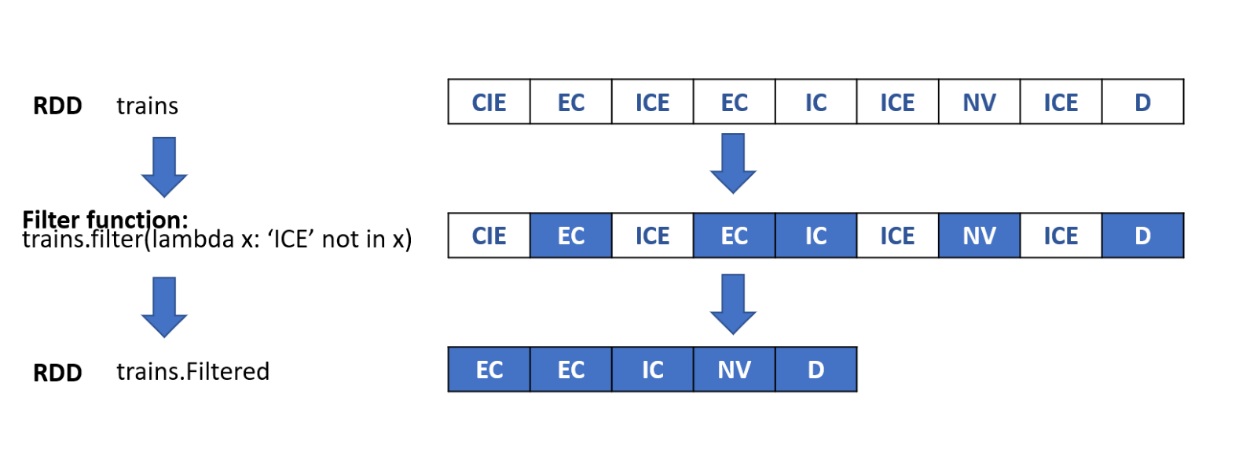 RDD trains CIE EC ICE EC IC ICE NV ICE D
Filter function:
trains.filter(lambda x: ‘ICE’ not in x) CIE EC ICE EC IC ICE NV ICE D
RDD trains.Filtered EC EC IC NV D